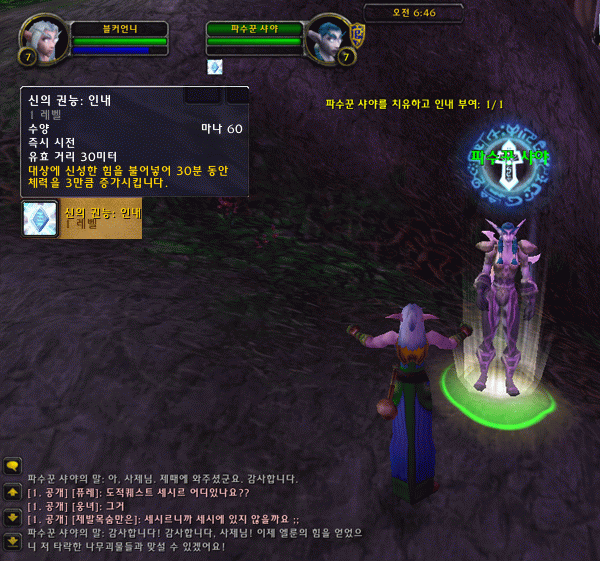 오전 6:46
블커언니
파수꾼 샤야
7
7
신의 권능: 인내
1 레벨
수양 마나 60
즉시 시전
유효 거리 30미터
대상에 신성한 힘을 불어넣어 30분 동안
체력을 3만큼 증가시킵니다.
신의 권능: 인내
1 레벨
파수꾼 샤야를 치유하고 인내 부여: 1/1
파수꾼 샤야
파수꾼 샤야의 말: 아, 사제님. 제때에 와주셨군요. 감사합니다.
[1. 공개] [퓨레]: 도적퀘스트 세시르 어디있나요??
[1. 공개] [웅녀]: 그거
[1. 공개] [제발목숨만은]: 세시르니까 세시에 있지 않을까요 ;;
파수꾼 샤야의 말: 감사합니다! 감사합니다, 사제님! 이제 엘룬의 힘을 얻었으
니 저 타락한 나무괴물들과 맞설 수 있겠어요!